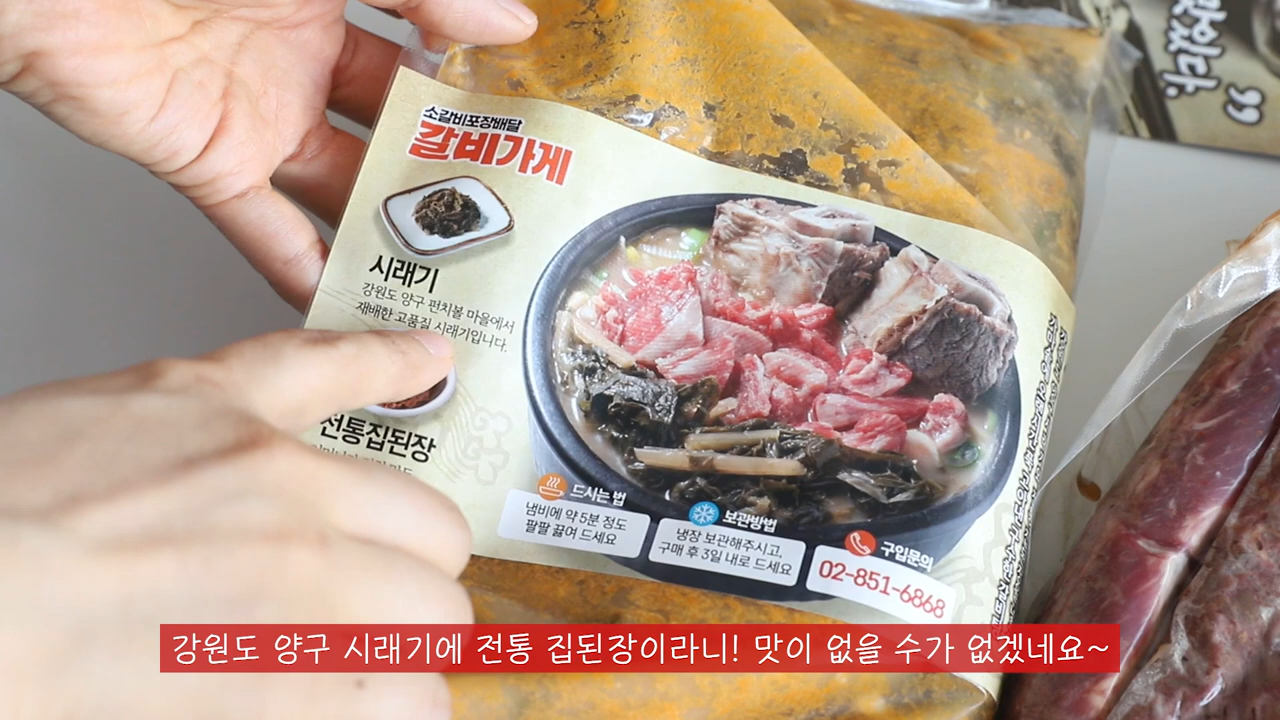 맛있다.
”
소갈비포장배달
갈비가게
시래기
강원도 양구 펀치볼 마을에서
재배한 고품질 시래기입니다.
전통집된장
드시는 법
냄비에 약 5분 정도
팔팔 끓여 드세요
보관방법
냉장 보관해주시고,
구매 후 3일 내로 드세요
구입문의
02-851-6868
강원도 양구 시래기에 전통 집된장이라니! 맛이 없을 수가 없겠네요~